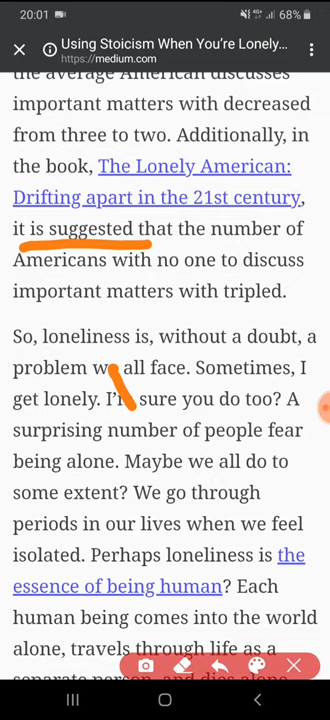 20:01 4G+ 68%
Using Stoicism When You're Lonely...
https://medium.com
the average American discusses
important matters with decreased
from three to two. Additionally, in
the book, The Lonely American:
Drifting apart in the 21st century,
it is suggested that the number of
Americans with no one to discuss
important matters with tripled.
So, loneliness is, without a doubt, a
problem we all face. Sometimes, I
get lonely. I'm sure you do too? A
surprising number of people fear
being alone. Maybe we all do to
some extent? We go through
periods in our lives when we feel
isolated. Perhaps loneliness is the
essence of being human? Each
human being comes into the world
alone, travels through life as a
separate person, and dies alone